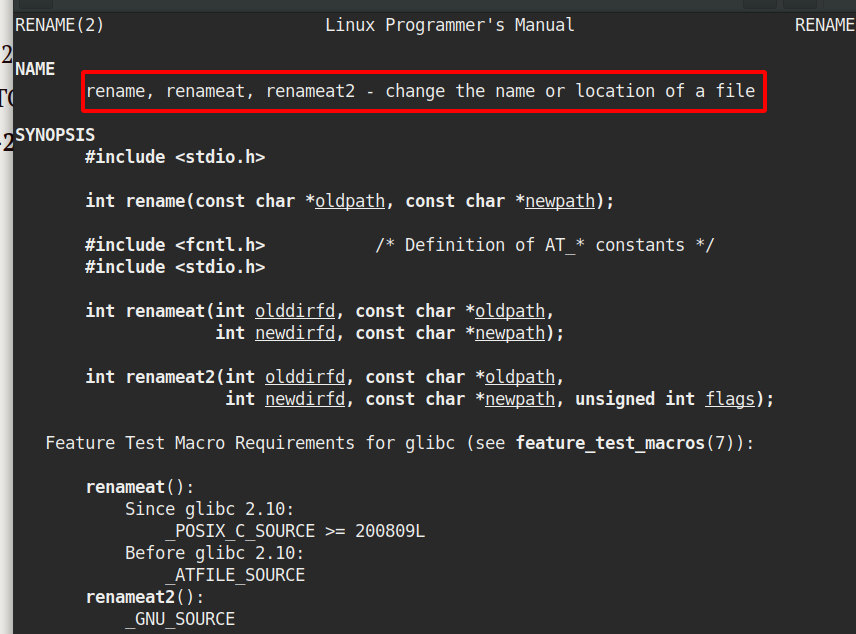 RENAME(2) Linux Programmer's Manual RENAME
NAME
rename, renameat, renameat2 - change the name or location of a file
SYNOPSIS
#include <stdio.h>
int rename(const char *oldpath, const char *newpath);
#include <fcntl.h> /* Definition of AT_* constants */
#include <stdio.h>
int renameat(int olddirfd, const char *oldpath,
int newdirfd, const char *newpath);
int renameat2(int olddirfd, const char *oldpath,
int newdirfd, const char *newpath, unsigned int flags);
Feature Test Macro Requirements for glibc (see feature_test_macros(7)):
renameat():
Since glibc 2.10:
_POSIX_C_SOURCE >= 200809L
Before glibc 2.10:
_ATFILE_SOURCE
renameat2():
_GNU_SOURCE